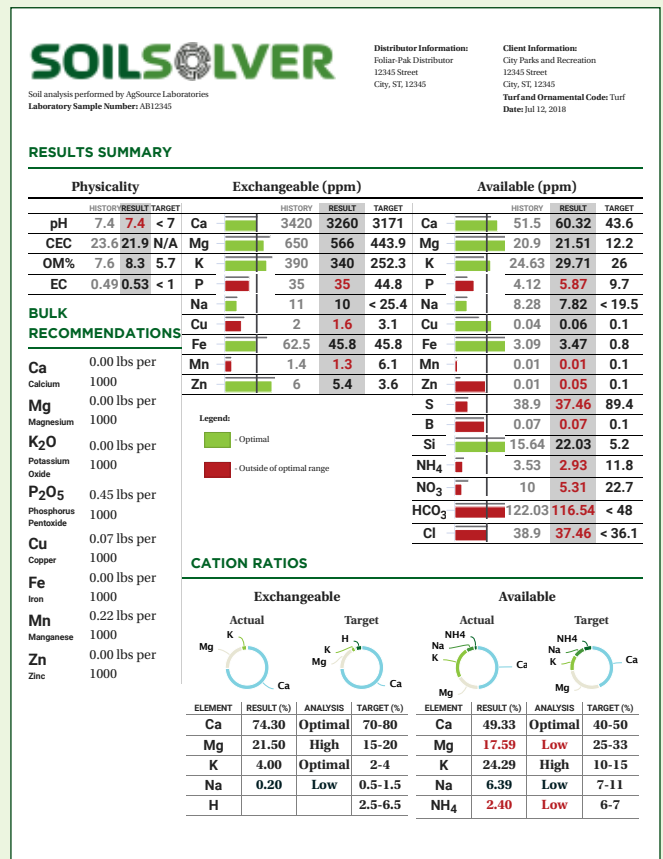 SOILSOLVER
Soil analysis performed by AgSource Laboratories
Laboratory Sample Number: AB12345
Distributor Information:
Foliar-Pak Distributor
12345 Street
City, ST, 12345
Client Information:
City Parks and Recreation
12345 Street
City, ST, 12345
Turf and Ornamental Code: Turf
Date: Jul 12, 2018
RESULTS SUMMARY
Physicality
HISTORY RESULT TARGET
pH 7.4 7.4 < 7
CEC 23.6 21.9 N/A
OM% 7.6 8.3 5.7
EC 0.49 0.53 < 1
Exchangeable (ppm)
HISTORY RESULT TARGET
Ca 3420 3260 3171
Mg 650 566 443.9
K 390 340 252.3
P 35 35 44.8
Na 11 10 < 25.4
Cu 2 1.6 3.1
Fe 62.5 45.8 45.8
Mn 1.4 1.3 6.1
Zn 6 5.4 3.6
Legend:
- Optimal
- Outside of optimal range
Available (ppm)
HISTORY RESULT TARGET
Ca 51.5 60.32 43.6
Mg 20.9 21.51 12.2
K 24.63 29.71 26
P 4.12 5.87 9.7
Na 8.28 7.82 < 19.5
Cu 0.04 0.06 0.1
Fe 3.09 3.47 0.8
Mn 0.01 0.01 0.1
Zn 0.01 0.05 0.1
S 38.9 37.46 89.4
B 0.07 0.07 0.1
Si 15.64 22.03 5.2
NH4 3.53 2.93 11.8
NO3 10 5.31 22.7
HCO3 122.03 116.54 < 48
Cl 38.9 37.46 < 36.1
BULK
RECOMMENDATIONS
Ca 0.00 lbs per
Calcium 1000
Mg 0.00 lbs per
Magnesium 1000
K2O 0.00 lbs per
Potassium 1000
Oxide
P2O5 0.45 lbs per
Phosphorus 1000
Pentoxide
Cu 0.07 lbs per
Copper 1000
Fe 0.00 lbs per
Iron 1000
Mn 0.22 lbs per
Manganese 1000
Zn 0.00 lbs per
Zinc 1000
CATION RATIOS
Exchangeable
Actual
K
Mg
Ca
Target
H
K
Mg
Ca
ELEMENT RESULT (%) ANALYSIS TARGET (%)
Ca 74.30 Optimal 70-80
Mg 21.50 High 15-20
K 4.00 Optimal 2-4
Na 0.20 Low 0.5-1.5
H 2.5-6.5
Available
Actual
NH4
Na
K
Ca
Mg
Target
NH4
Na
K
Ca
Mg
ELEMENT RESULT (%) ANALYSIS TARGET (%)
Ca 49.33 Optimal 40-50
Mg 17.59 Low 25-33
K 24.29 High 10-15
Na 6.39 Low 7-11
NH4 2.40 Low 6-7